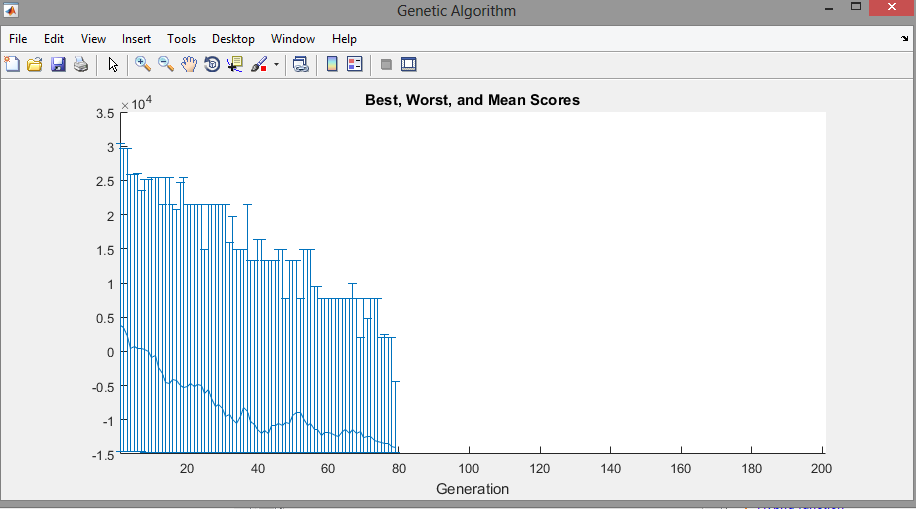 Genetic Algorithm
File Edit View Insert Tools Desktop Window Help
Best, Worst, and Mean Scores
×10^4
3.5
3
2.5
2
1.5
1
0.5
0
-0.5
-1
-1.5
20 40 60 80 100 120 140 160 180 200
Generation